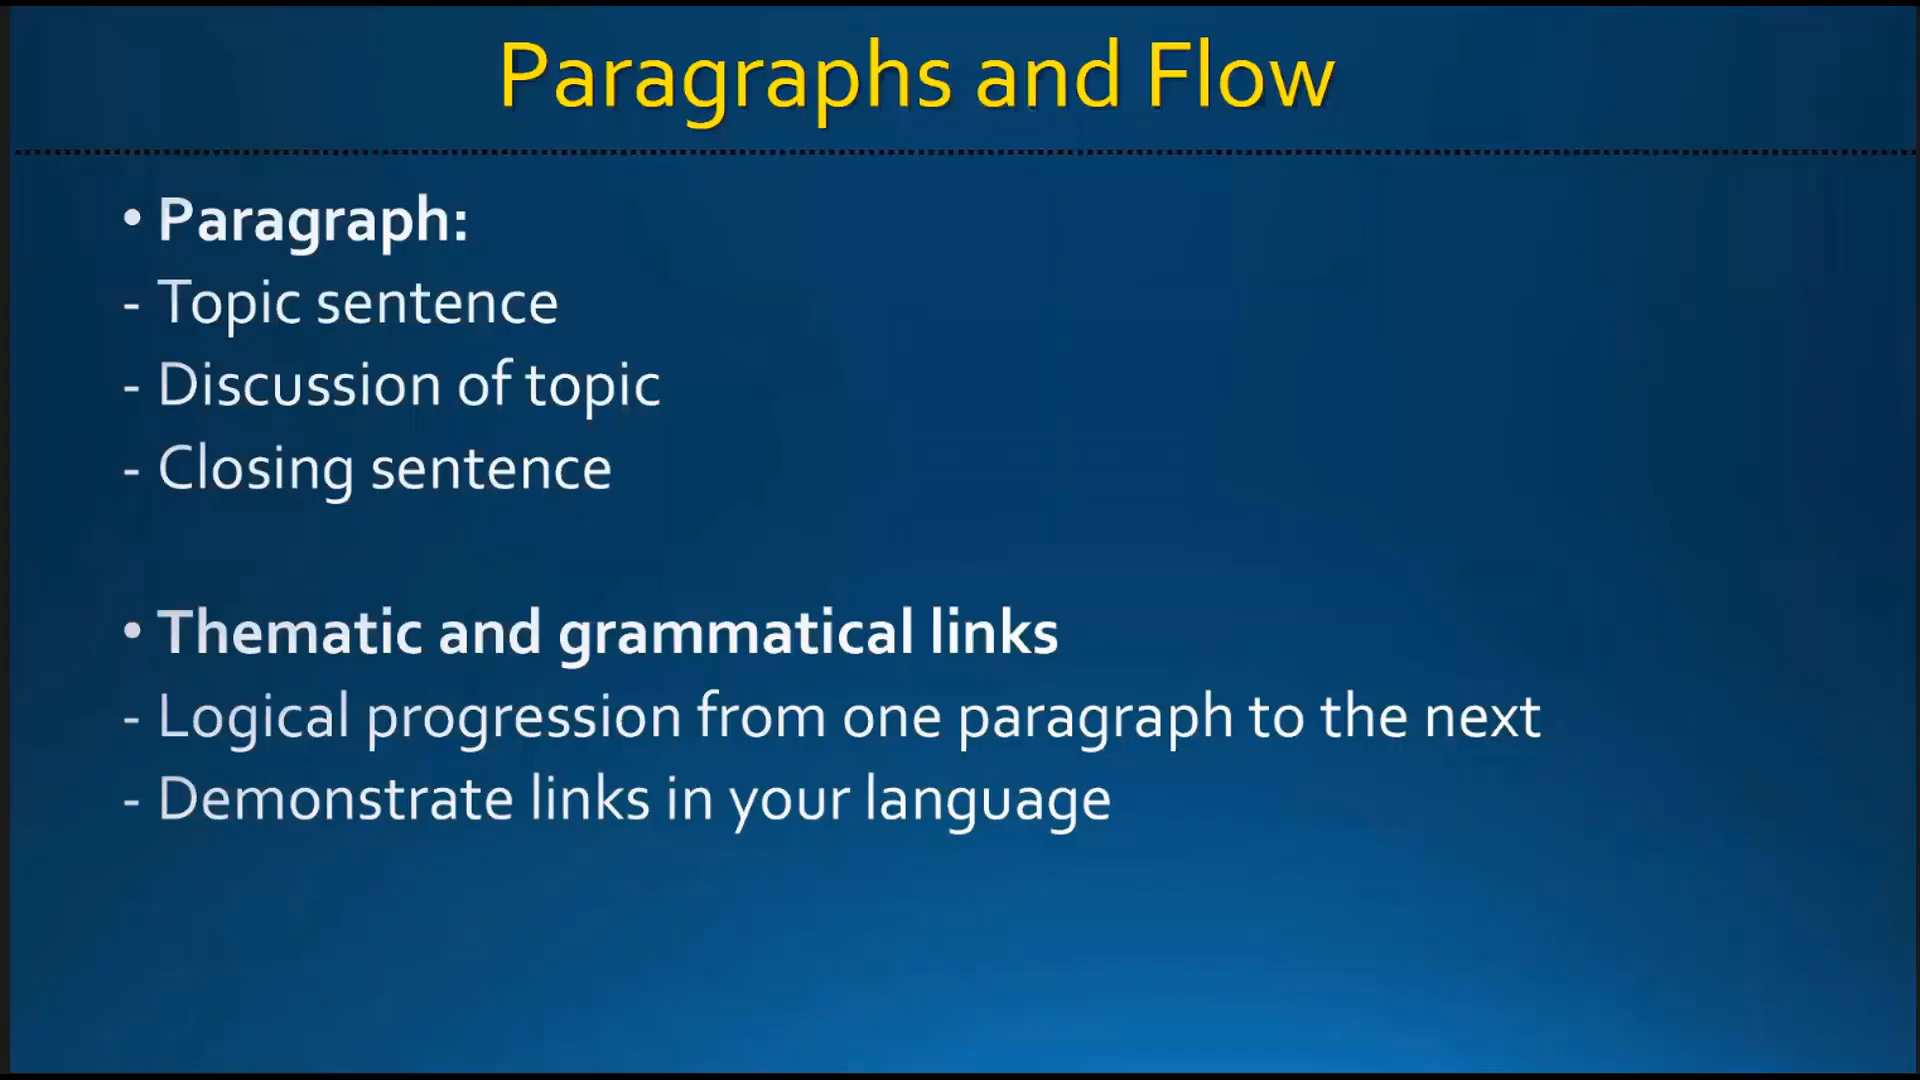 Paragraphs and Flow
• Paragraph:
- Topic sentence
- Discussion of topic
- Closing sentence
• Thematic and grammatical links
- Logical progression from one paragraph to the next
- Demonstrate links in your language